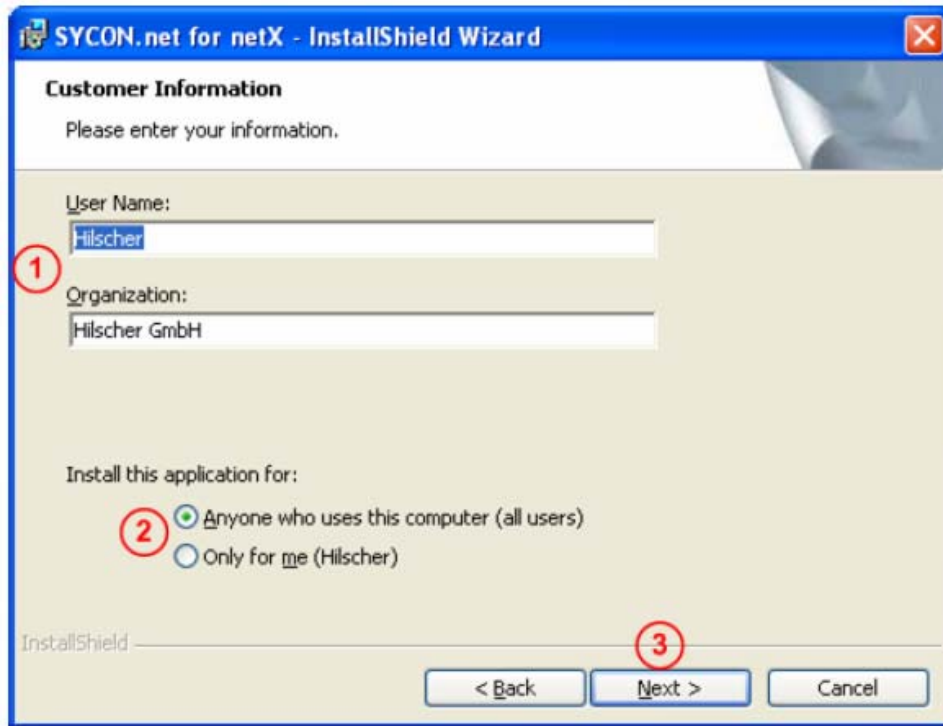 SYCON.net for netX - InstallShield Wizard
Customer Information
Please enter your information.
User Name:
Hilscher
1
Organization:
Hilscher GmbH
Install this application for:
2
Anyone who uses this computer (all users)
Only for me (Hilscher)
InstallShield
3
< Back
Next >
Cancel